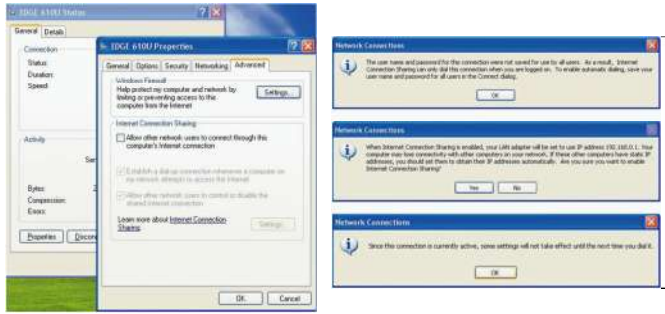 EDGE 610U Status
General Details
Connection
Status:
Duration:
Speed:
Activity
Bytes:
Compression:
Errors:
Properties
EDGE 610U Properties
General Options Security Networking Advanced
Windows Firewall
Help protect my computer and network by
limiting or preventing access to this
computer from the Internet
Settings...
Internet Connection Sharing
Allow other network users to connect through this
computer's Internet connection
Establish a dial-up connection whenever a computer on
my network attempts to access the Internet
Allow other network users to control or disable the
shared Internet connection
Learn more about Internet Connection
Sharing.
Settings...
OK Cancel
Network Connections
The user name and password for this connection were not saved for use by all users. As a result, Internet
Connection Sharing can only dial this connection when you are logged on. To enable automatic dialing, save your
user name and password for all users in the Connect dialog.
OK
Network Connections
When Internet Connection Sharing is enabled, your LAN adapter will be set to use IP address 192.168.0.1. Your
computer may lose connectivity with other computers on your network. If these other computers have static IP
addresses, you should set them to obtain their IP addresses automatically. Are you sure you want to enable
Internet Connection Sharing?
Yes No
Network Connections
Since this connection is currently active, some settings will not take effect until the next time you dial it.
OK